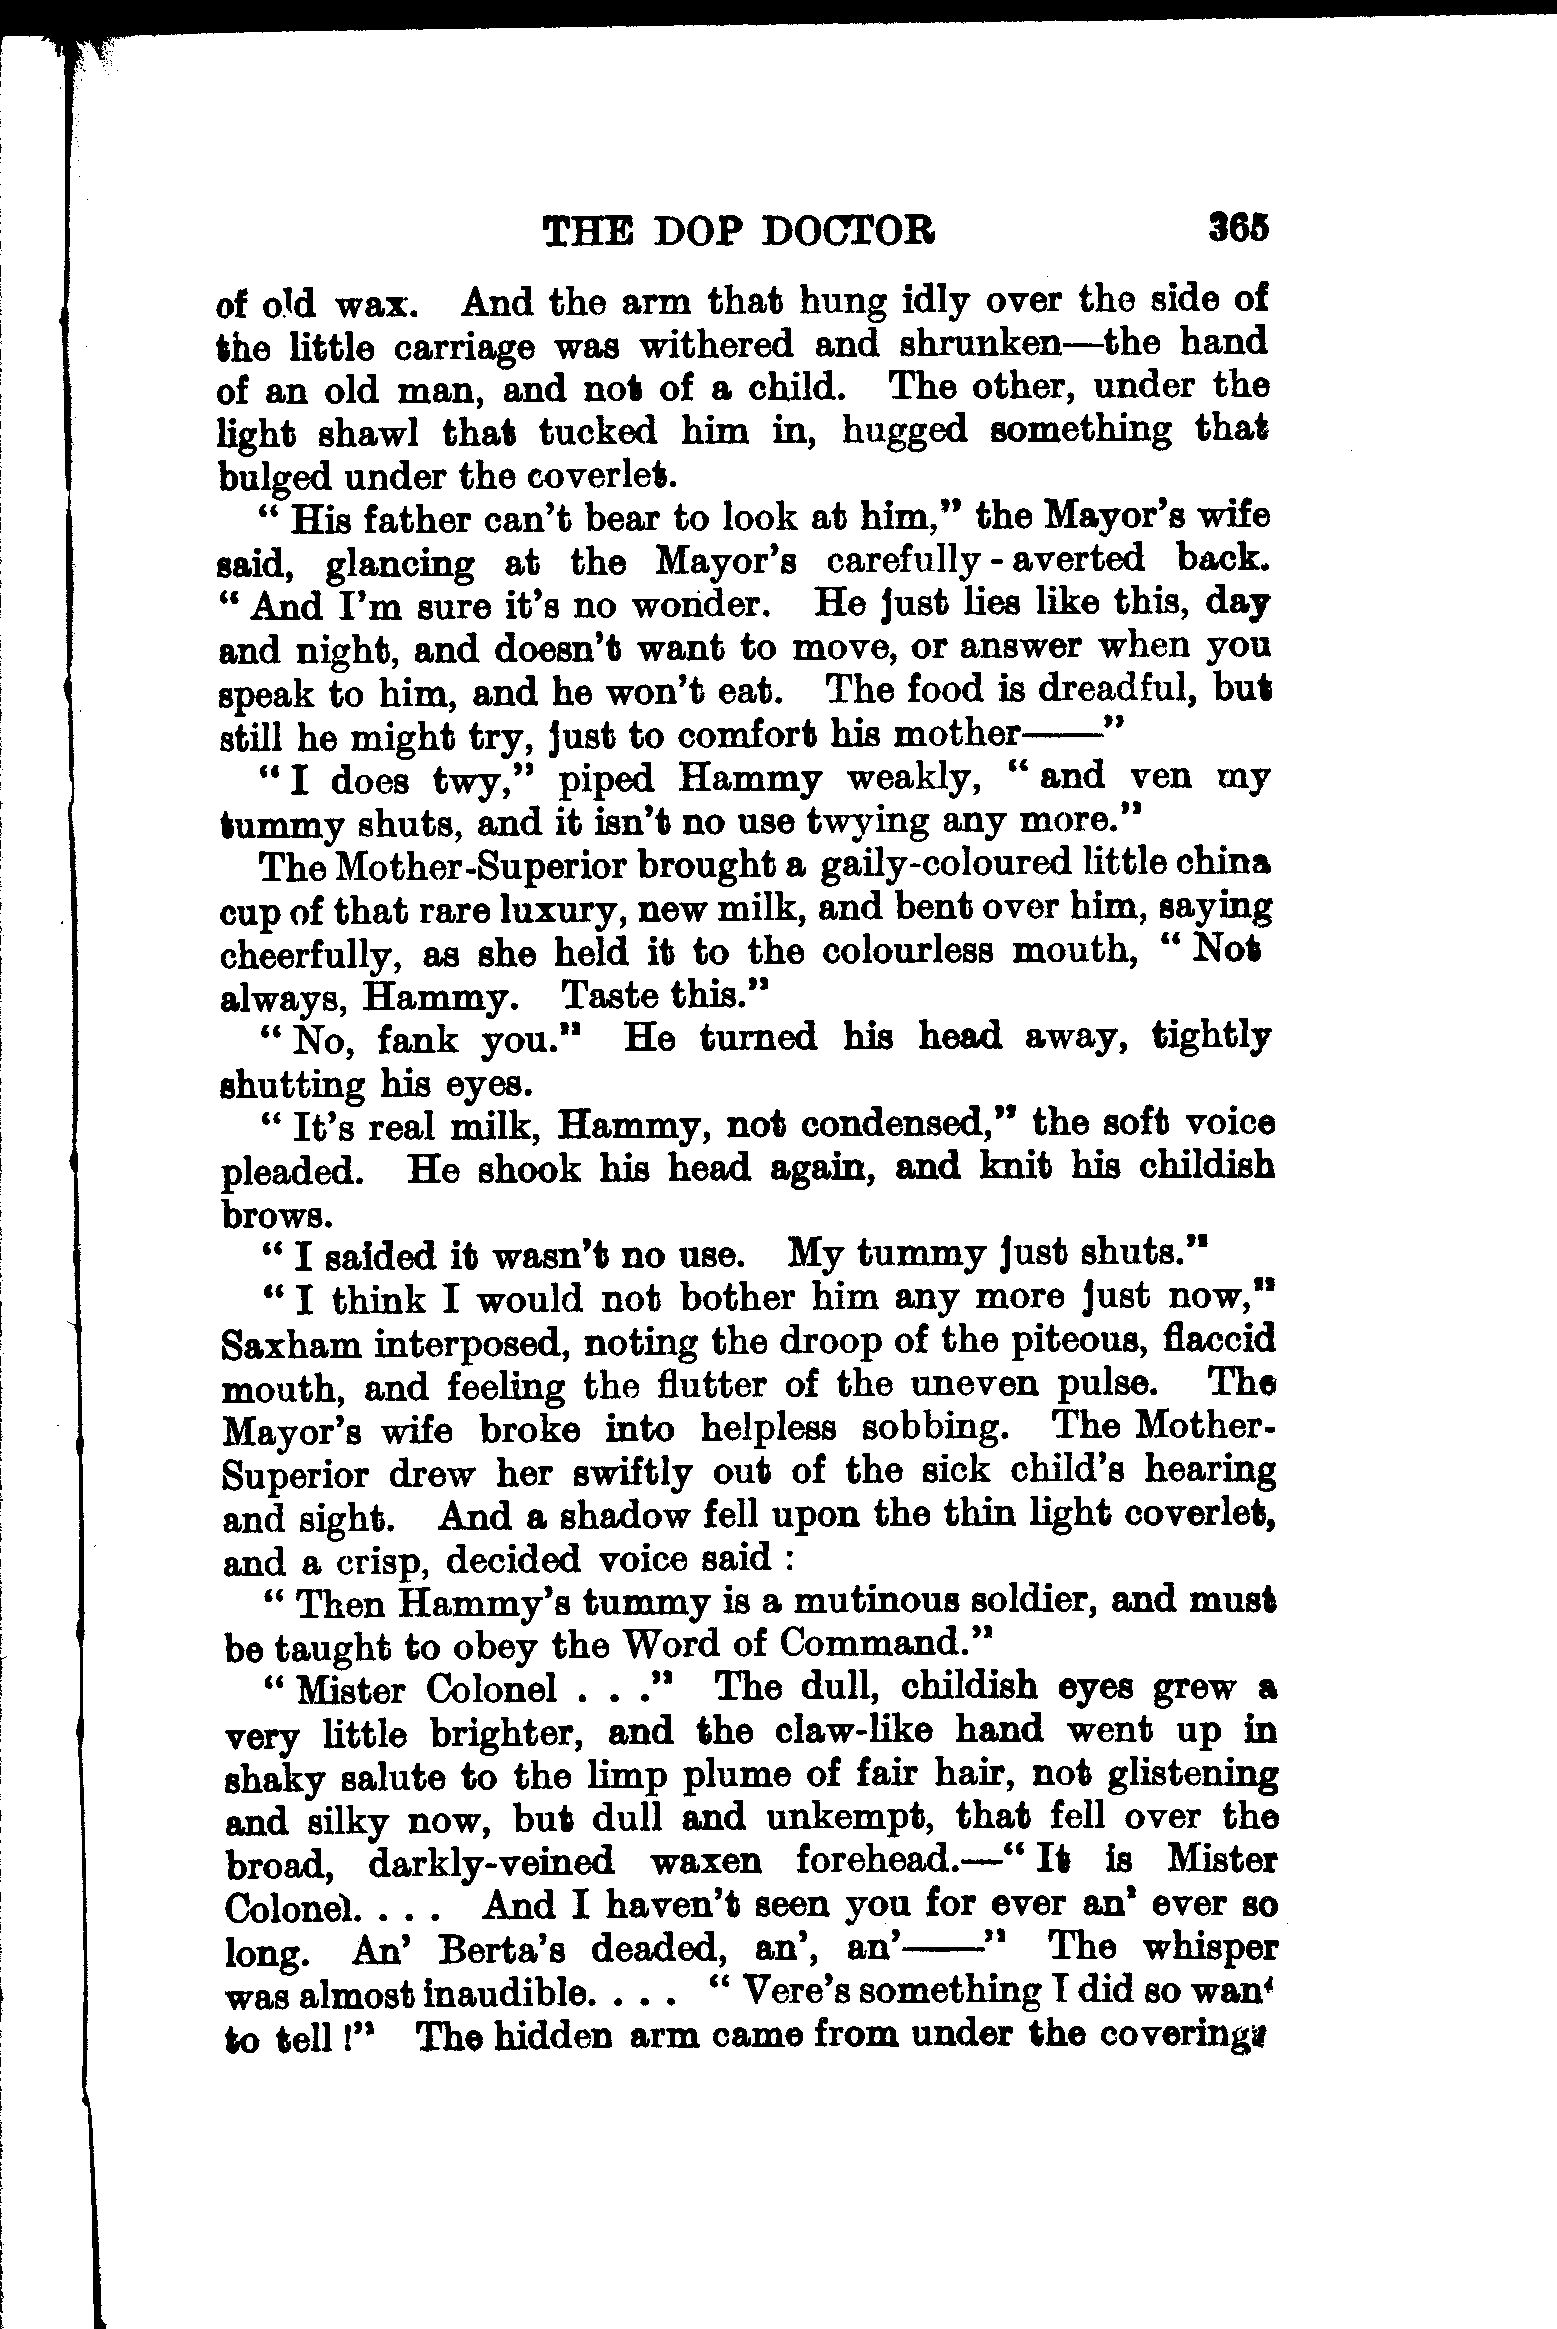 THE DOP DOCTOR 365
of old wax. And the arm that hung idly over the side of
the little carriage was withered and shrunken—the hand
of an old man, and not of a child. The other, under the
light shawl that tucked him in, hugged something that
bulged under the coverlet.
“ His father can’t bear to look at him,” the Mayor’s wife
said, glancing at the Mayor’s carefully - averted back.
“ And I’m sure it’s no wonder. He just lies like this, day
and night, and doesn’t want to move, or answer when you
speak to him, and he won’t eat. The food is dreadful, but
still he might try, just to comfort his mother——”
“ I does twy,” piped Hammy weakly, “ and ven my
tummy shuts, and it isn’t no use twying any more.”
The Mother-Superior brought a gaily-coloured little china
cup of that rare luxury, new milk, and bent over him, saying
cheerfully, as she held it to the colourless mouth, “ Not
always, Hammy. Taste this.”
“ No, fank you.” He turned his head away, tightly
shutting his eyes.
“ It’s real milk, Hammy, not condensed,” the soft voice
pleaded. He shook his head again, and knit his childish
brows.
“ I saided it wasn’t no use. My tummy just shuts.”
“ I think I would not bother him any more just now,”
Saxham interposed, noting the droop of the piteous, flaccid
mouth, and feeling the flutter of the uneven pulse. The
Mayor’s wife broke into helpless sobbing. The Mother-
Superior drew her swiftly out of the sick child’s hearing
and sight. And a shadow fell upon the thin light coverlet,
and a crisp, decided voice said :
“ Then Hammy’s tummy is a mutinous soldier, and must
be taught to obey the Word of Command.”
“ Mister Colonel . . .” The dull, childish eyes grew a
very little brighter, and the claw-like hand went up in
shaky salute to the limp plume of fair hair, not glistening
and silky now, but dull and unkempt, that fell over the
broad, darkly-veined waxen forehead.—“ It is Mister
Colonel. . . . And I haven’t seen you for ever an’ ever so
long. An’ Berta’s deaded, an’, an’——” The whisper
was almost inaudible. . . . “ Vere’s something I did so want
to tell !” The hidden arm came from under the coverings